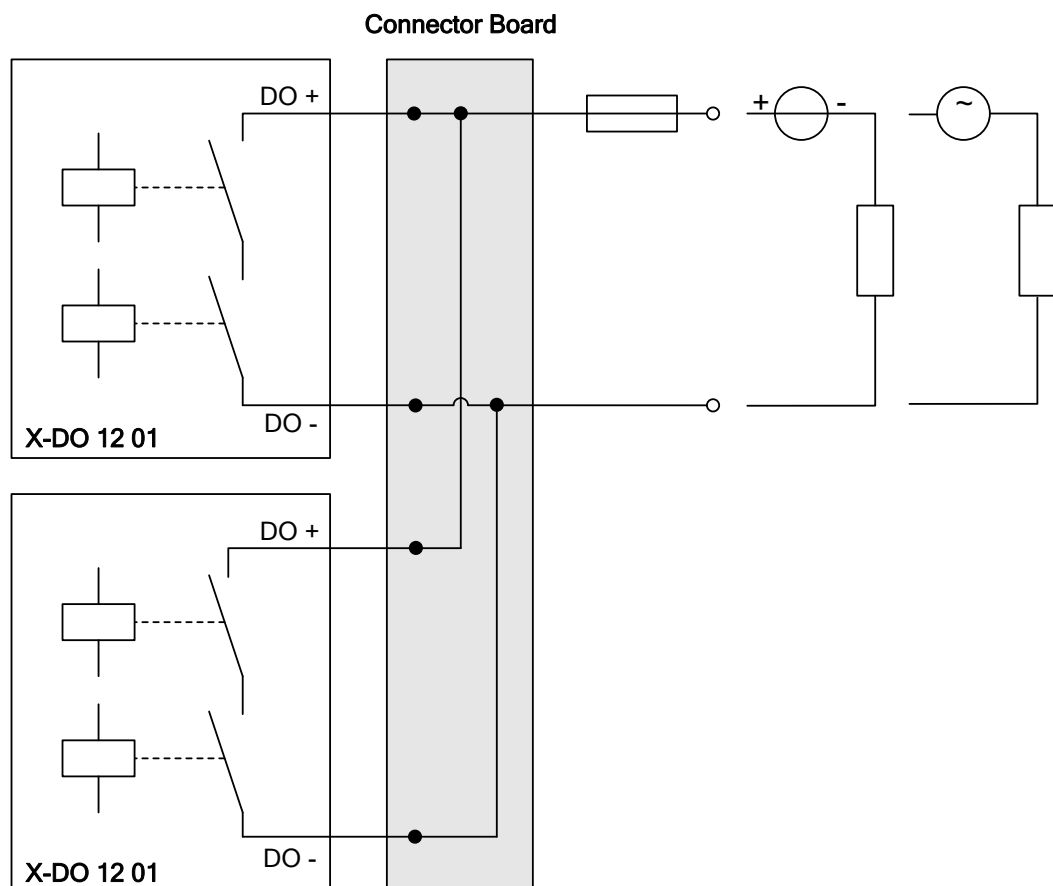 Connector Board
DO +
+ - ~
DO -
X-DO 12 01
DO +
DO -
X-DO 12 01